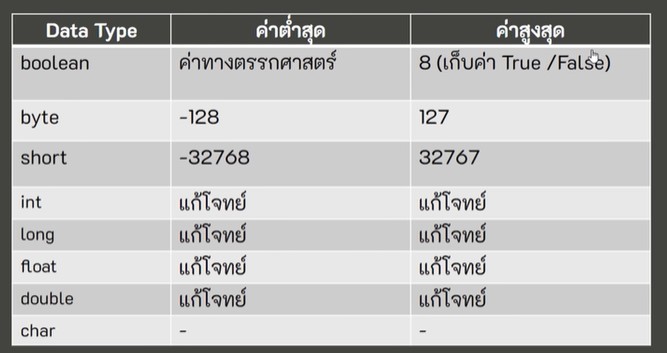 Data Type ค่าต่ำสุด ค่าสูงสุด
boolean ค่าทางตรรกศาสตร์ 8 (เก็บค่า True /False)
byte -128 127
short -32768 32767
int แก้โจทย์ แก้โจทย์
long แก้โจทย์ แก้โจทย์
float แก้โจทย์ แก้โจทย์
double แก้โจทย์ แก้โจทย์
char - -